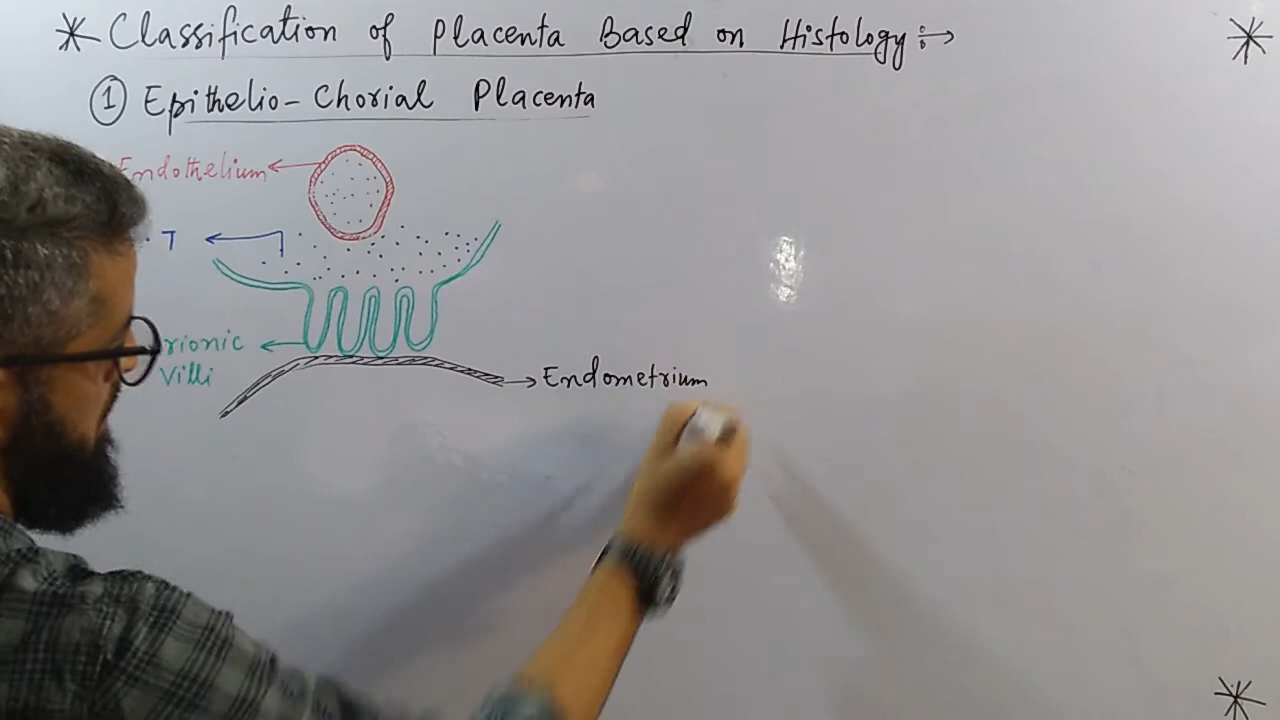 * Classification of Placenta Based on Histology :→ *
① Epithelio-Chorial Placenta
Endothelium ←
T ←
rionic ←
Villi
→ Endometrium
*